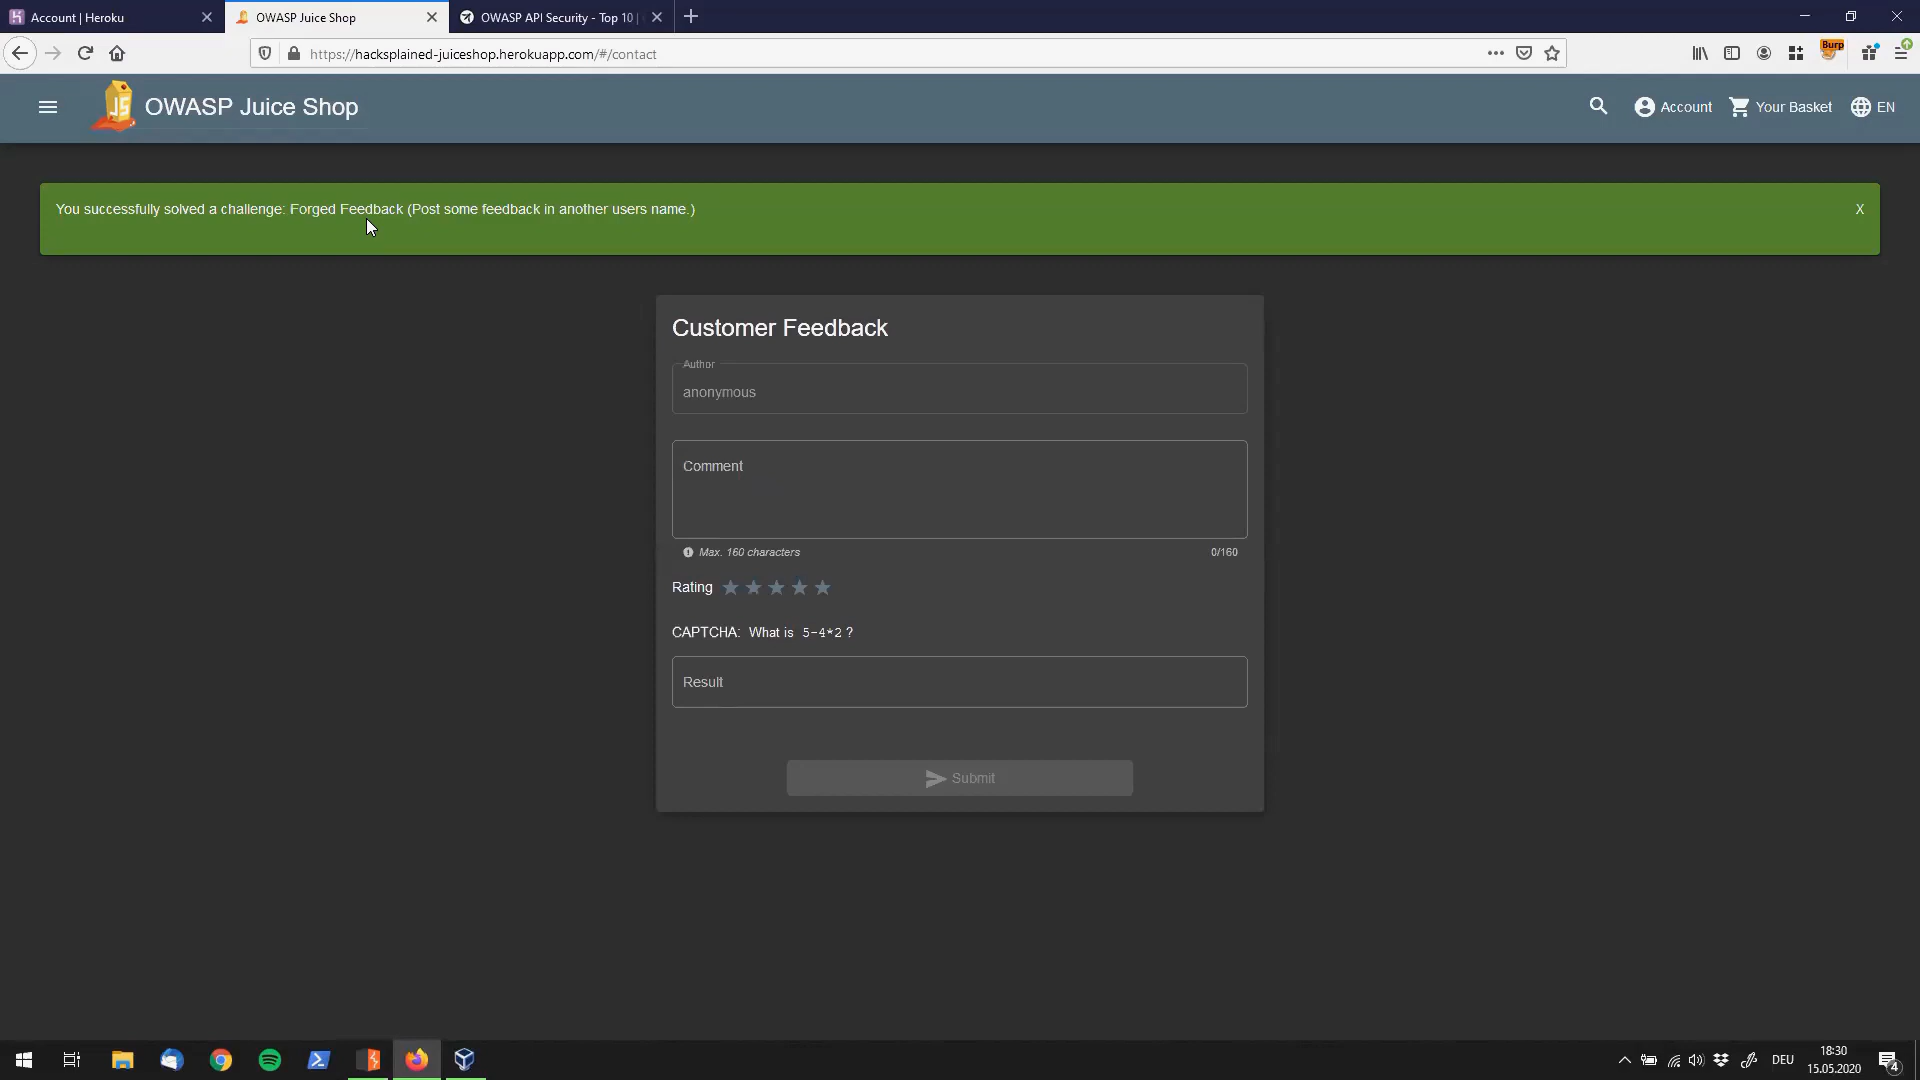 Account | Heroku
OWASP Juice Shop
OWASP API Security - Top 10 |
https://hacksplained-juiceshop.herokuapp.com/#/contact
Burp
JS
OWASP Juice Shop
Account
Your Basket
EN
You successfully solved a challenge: Forged Feedback (Post some feedback in another users name.)
X
Customer Feedback
Author
anonymous
Comment
Max. 160 characters
0/160
Rating
CAPTCHA: What is 5-4*2 ?
Result
Submit
DEU
18:30
15.05.2020
4